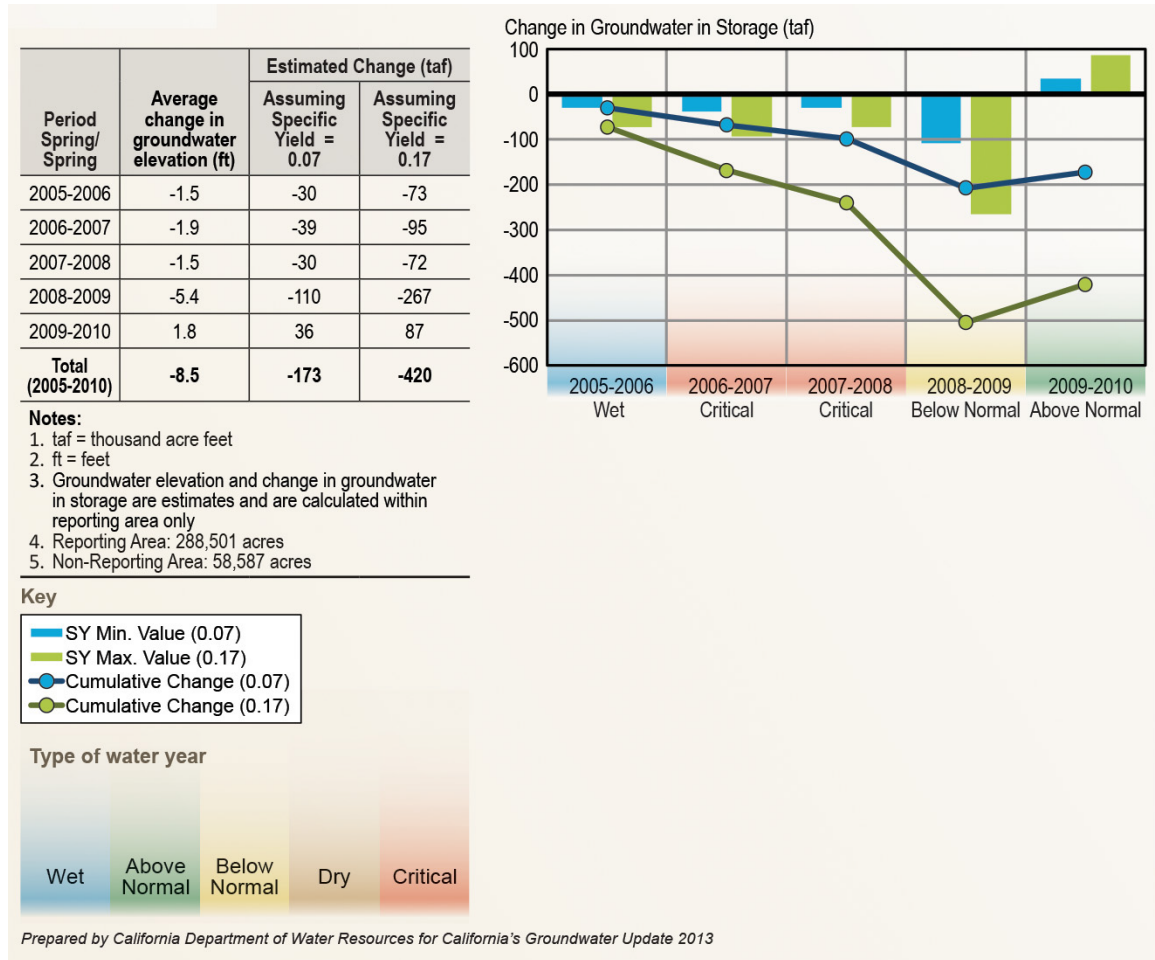 Period Spring/ Spring
Average change in groundwater elevation (ft)
Estimated Change (taf)
Assuming Specific Yield = 0.07
Assuming Specific Yield = 0.17
2005-2006 -1.5 -30 -73
2006-2007 -1.9 -39 -95
2007-2008 -1.5 -30 -72
2008-2009 -5.4 -110 -267
2009-2010 1.8 36 87
Total (2005-2010) -8.5 -173 -420
Notes:
1. taf = thousand acre feet
2. ft = feet
3. Groundwater elevation and change in groundwater
in storage are estimates and are calculated within
reporting area only
4. Reporting Area: 288,501 acres
5. Non-Reporting Area: 58,587 acres
Key
SY Min. Value (0.07)
SY Max. Value (0.17)
Cumulative Change (0.07)
Cumulative Change (0.17)
Type of water year
Wet
Above Normal
Below Normal
Dry
Critical
Change in Groundwater in Storage (taf)
100
0
-100
-200
-300
-400
-500
-600
2005-2006 2006-2007 2007-2008 2008-2009 2009-2010
Wet Critical Critical Below Normal Above Normal
Prepared by California Department of Water Resources for California's Groundwater Update 2013